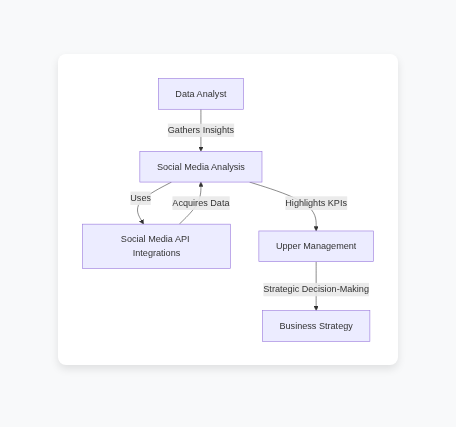 Data Analyst
Gathers Insights
Social Media Analysis
Uses
Acquires Data
Highlights KPIs
Social Media API
Integrations
Upper Management
Strategic Decision-Making
Business Strategy